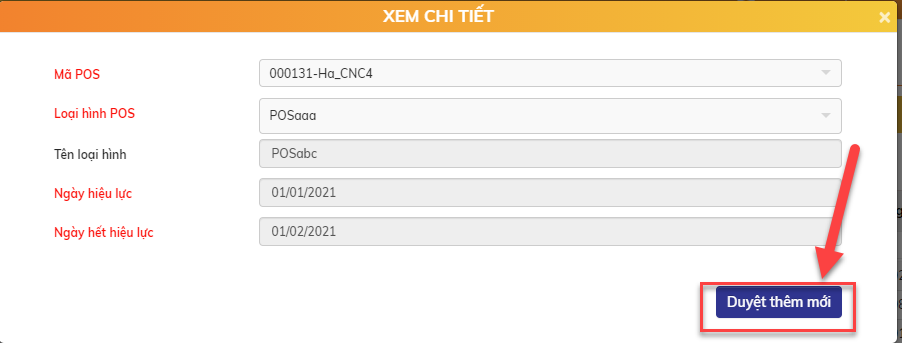 XEM CHI TIẾT
Mã POS 000131-Ha_CNC4
Loại hình POS POSaaa
Tên loại hình POSabc
Ngày hiệu lực 01/01/2021
Ngày hết hiệu lực 01/02/2021
Duyệt thêm mới